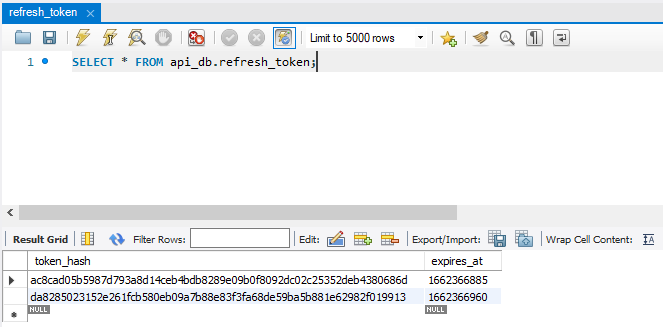 refresh_token
Limit to 5000 rows
1 SELECT * FROM api_db.refresh_token;
Result Grid Filter Rows: Edit: Export/Import: Wrap Cell Content:
token_hash expires_at
ac8cad05b5987d793a8d14ceb4bdb8289e09b0f8092dc02c25352deb4380686d 1662366885
da8285023152e261fcb580eb09a7b88e83f3fa68de59ba5b881e62982f019913 1662366960
NULL NULL